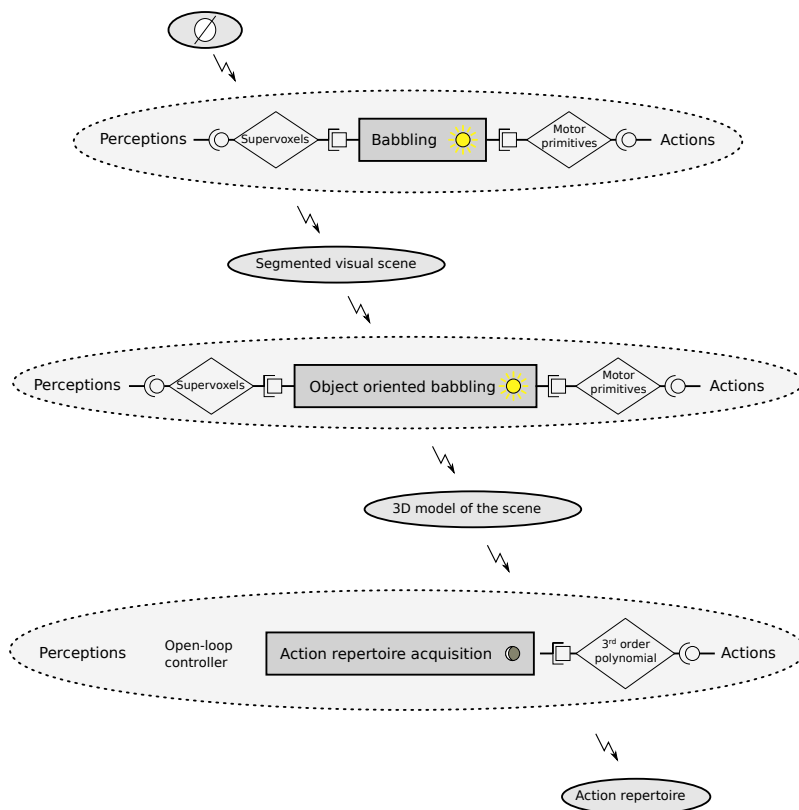 ∅
Perceptions Supervoxels Babbling Motor primitives Actions
Segmented visual scene
Perceptions Supervoxels Object oriented babbling Motor primitives Actions
3D model of the scene
Perceptions Open-loop controller Action repertoire acquisition 3rd order polynomial Actions
Action repertoire